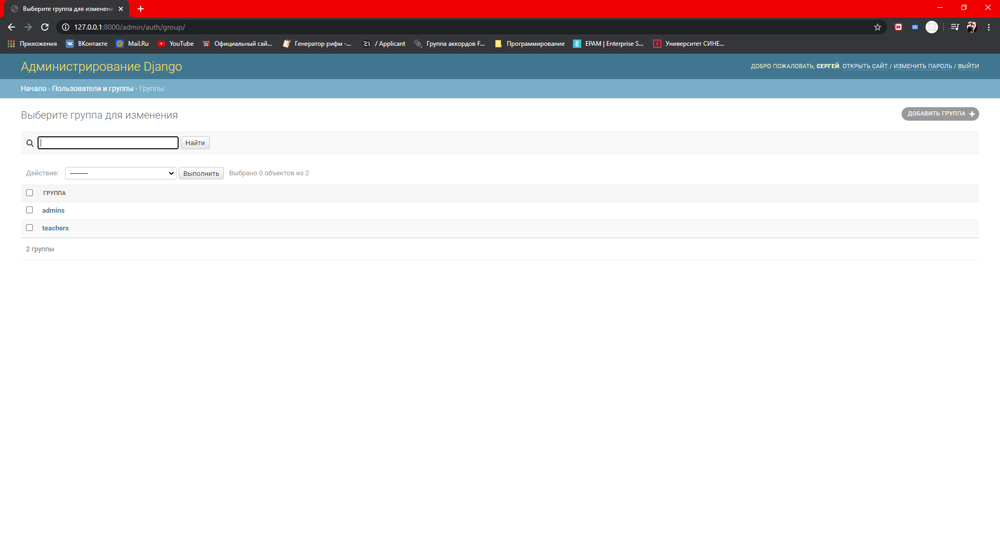 Выберите группа для изменени
127.0.0.1:8000/admin/auth/group/
Приложения ВКонтакте Mail.Ru YouTube Официальный сай... Генератор рифм -... / Applicant Группа аккордов F... Программирование EPAM | Enterprise S... Университет СИНЕ...
Администрирование Django
ДОБРО ПОЖАЛОВАТЬ, СЕРГЕЙ. ОТКРЫТЬ САЙТ / ИЗМЕНИТЬ ПАРОЛЬ / ВЫЙТИ
Начало › Пользователи и группы › Группы
Выберите группа для изменения
ДОБАВИТЬ ГРУППА
Найти
Действие: --------- Выполнить Выбрано 0 объектов из 2
ГРУППА
admins
teachers
2 группы